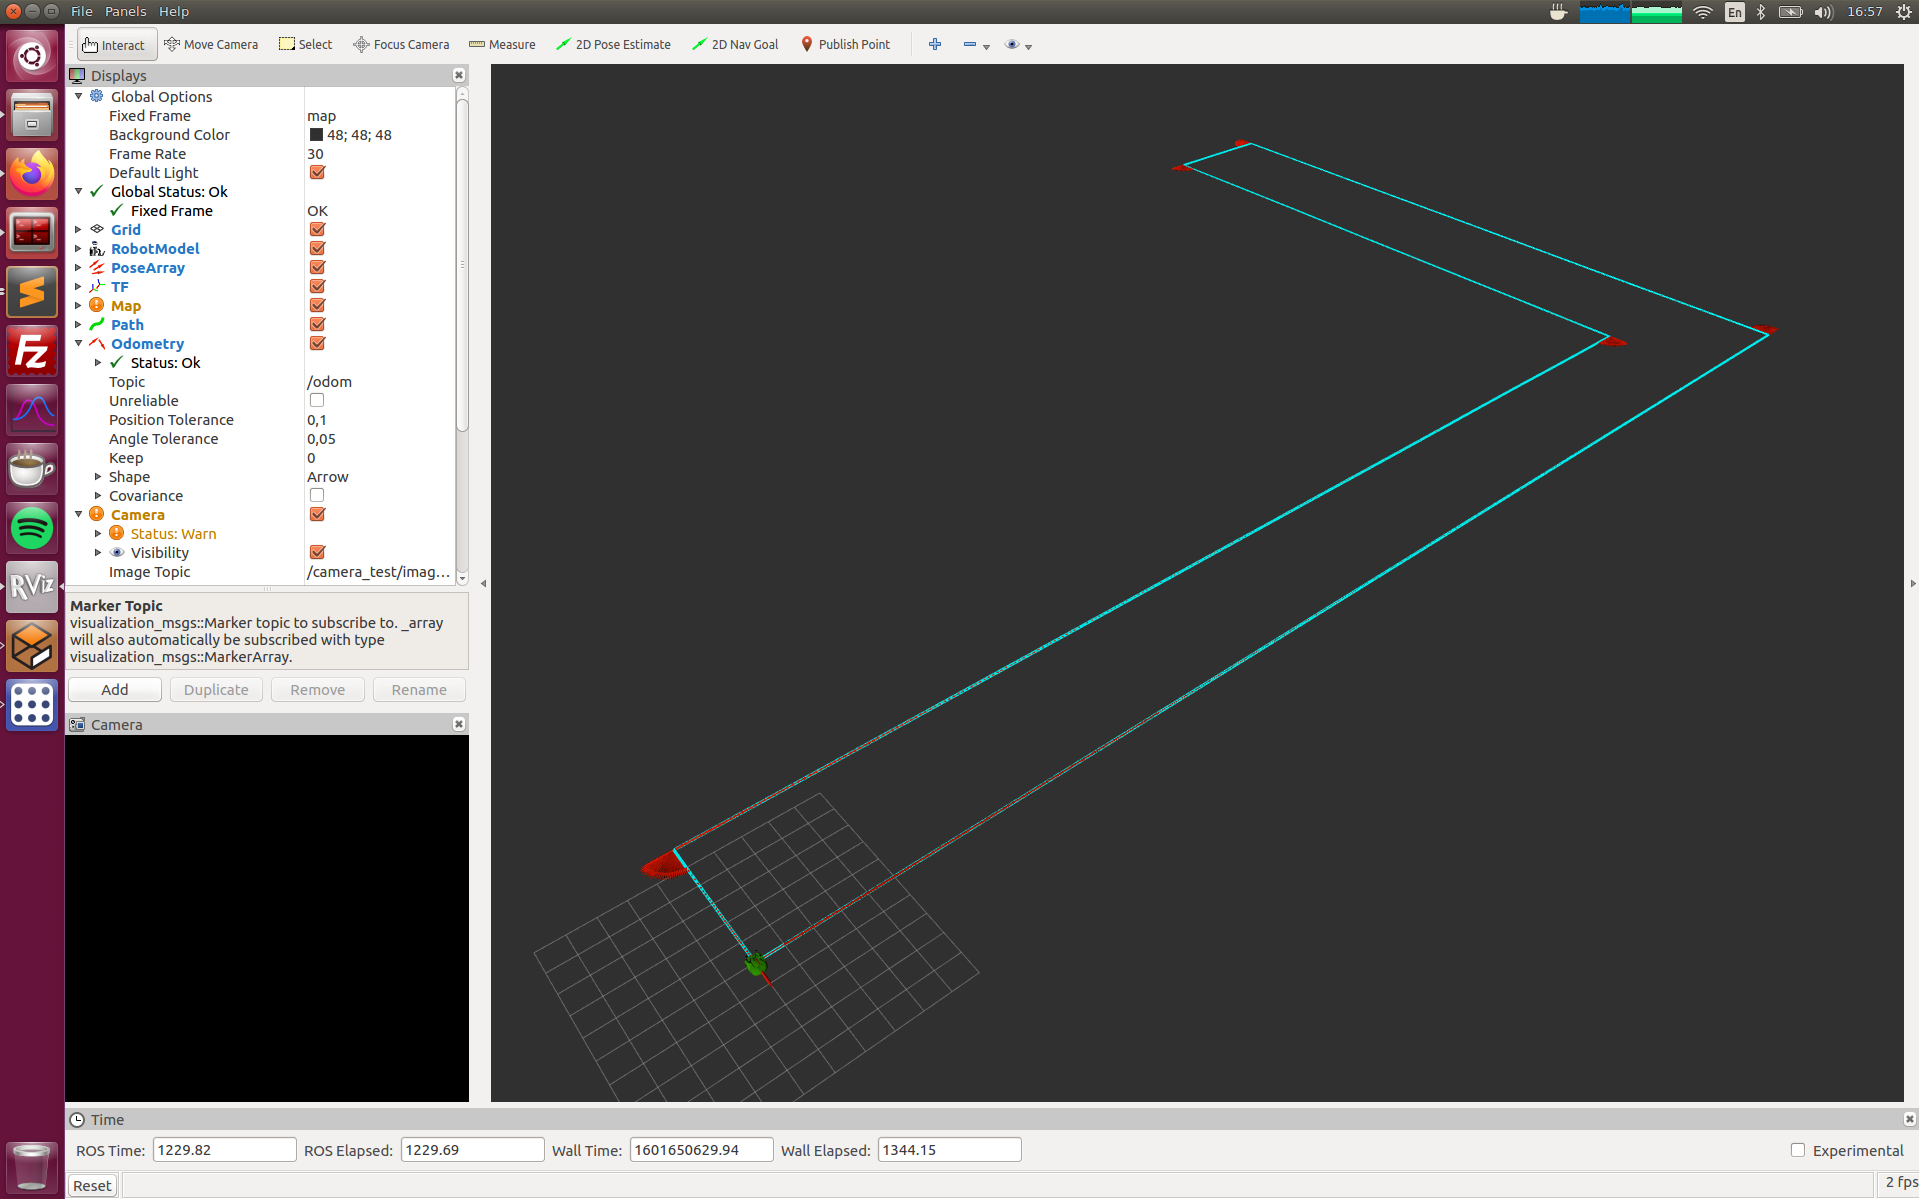 File Panels Help
En 16:57
Interact Move Camera Select Focus Camera Measure 2D Pose Estimate 2D Nav Goal Publish Point
Displays
Global Options
Fixed Frame map
Background Color 48; 48; 48
Frame Rate 30
Default Light
Global Status: Ok
Fixed Frame OK
Grid
RobotModel
PoseArray
TF
Map
Path
Odometry
Status: Ok
Topic /odom
Unreliable
Position Tolerance 0,1
Angle Tolerance 0,05
Keep 0
Shape Arrow
Covariance
Camera
Status: Warn
Visibility
Image Topic /camera_test/imag...
Fz
RViz
Marker Topic
visualization_msgs::Marker topic to subscribe to. _array
will also automatically be subscribed with type
visualization_msgs::MarkerArray.
Add Duplicate Remove Rename
Camera
Time
ROS Time: 1229.82 ROS Elapsed: 1229.69 Wall Time: 1601650629.94 Wall Elapsed: 1344.15 Experimental
Reset 2 fps